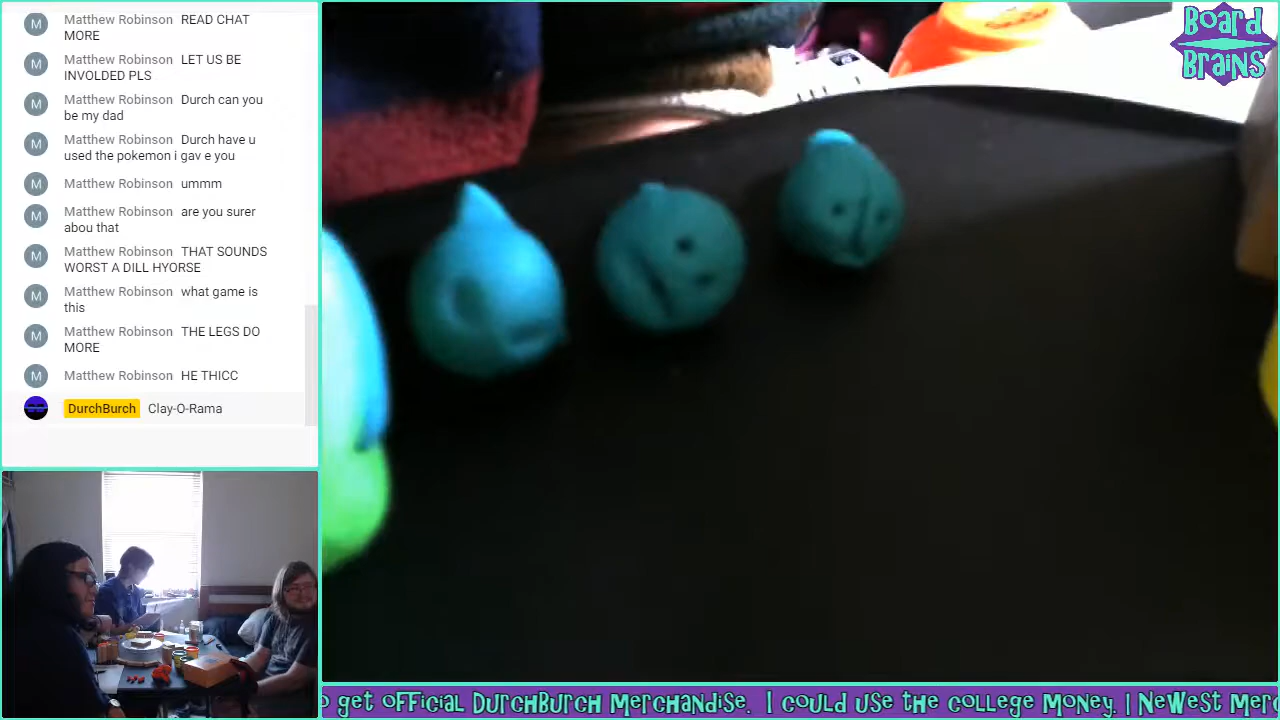 Matthew Robinson READ CHAT
MORE
Matthew Robinson LET US BE
INVOLDED PLS
Matthew Robinson Durch can you
be my dad
Matthew Robinson Durch have u
used the pokemon i gav e you
Matthew Robinson ummm
Matthew Robinson are you surer
abou that
Matthew Robinson THAT SOUNDS
WORST A DILL HYORSE
Matthew Robinson what game is
this
Matthew Robinson THE LEGS DO
MORE
Matthew Robinson HE THICC
DurchBurch Clay-O-Rama
M
M
M
M
M
M
M
M
M
M
Board
Brains
get official DurchBurch Merchandise. I could use the college money. | Newest Mer